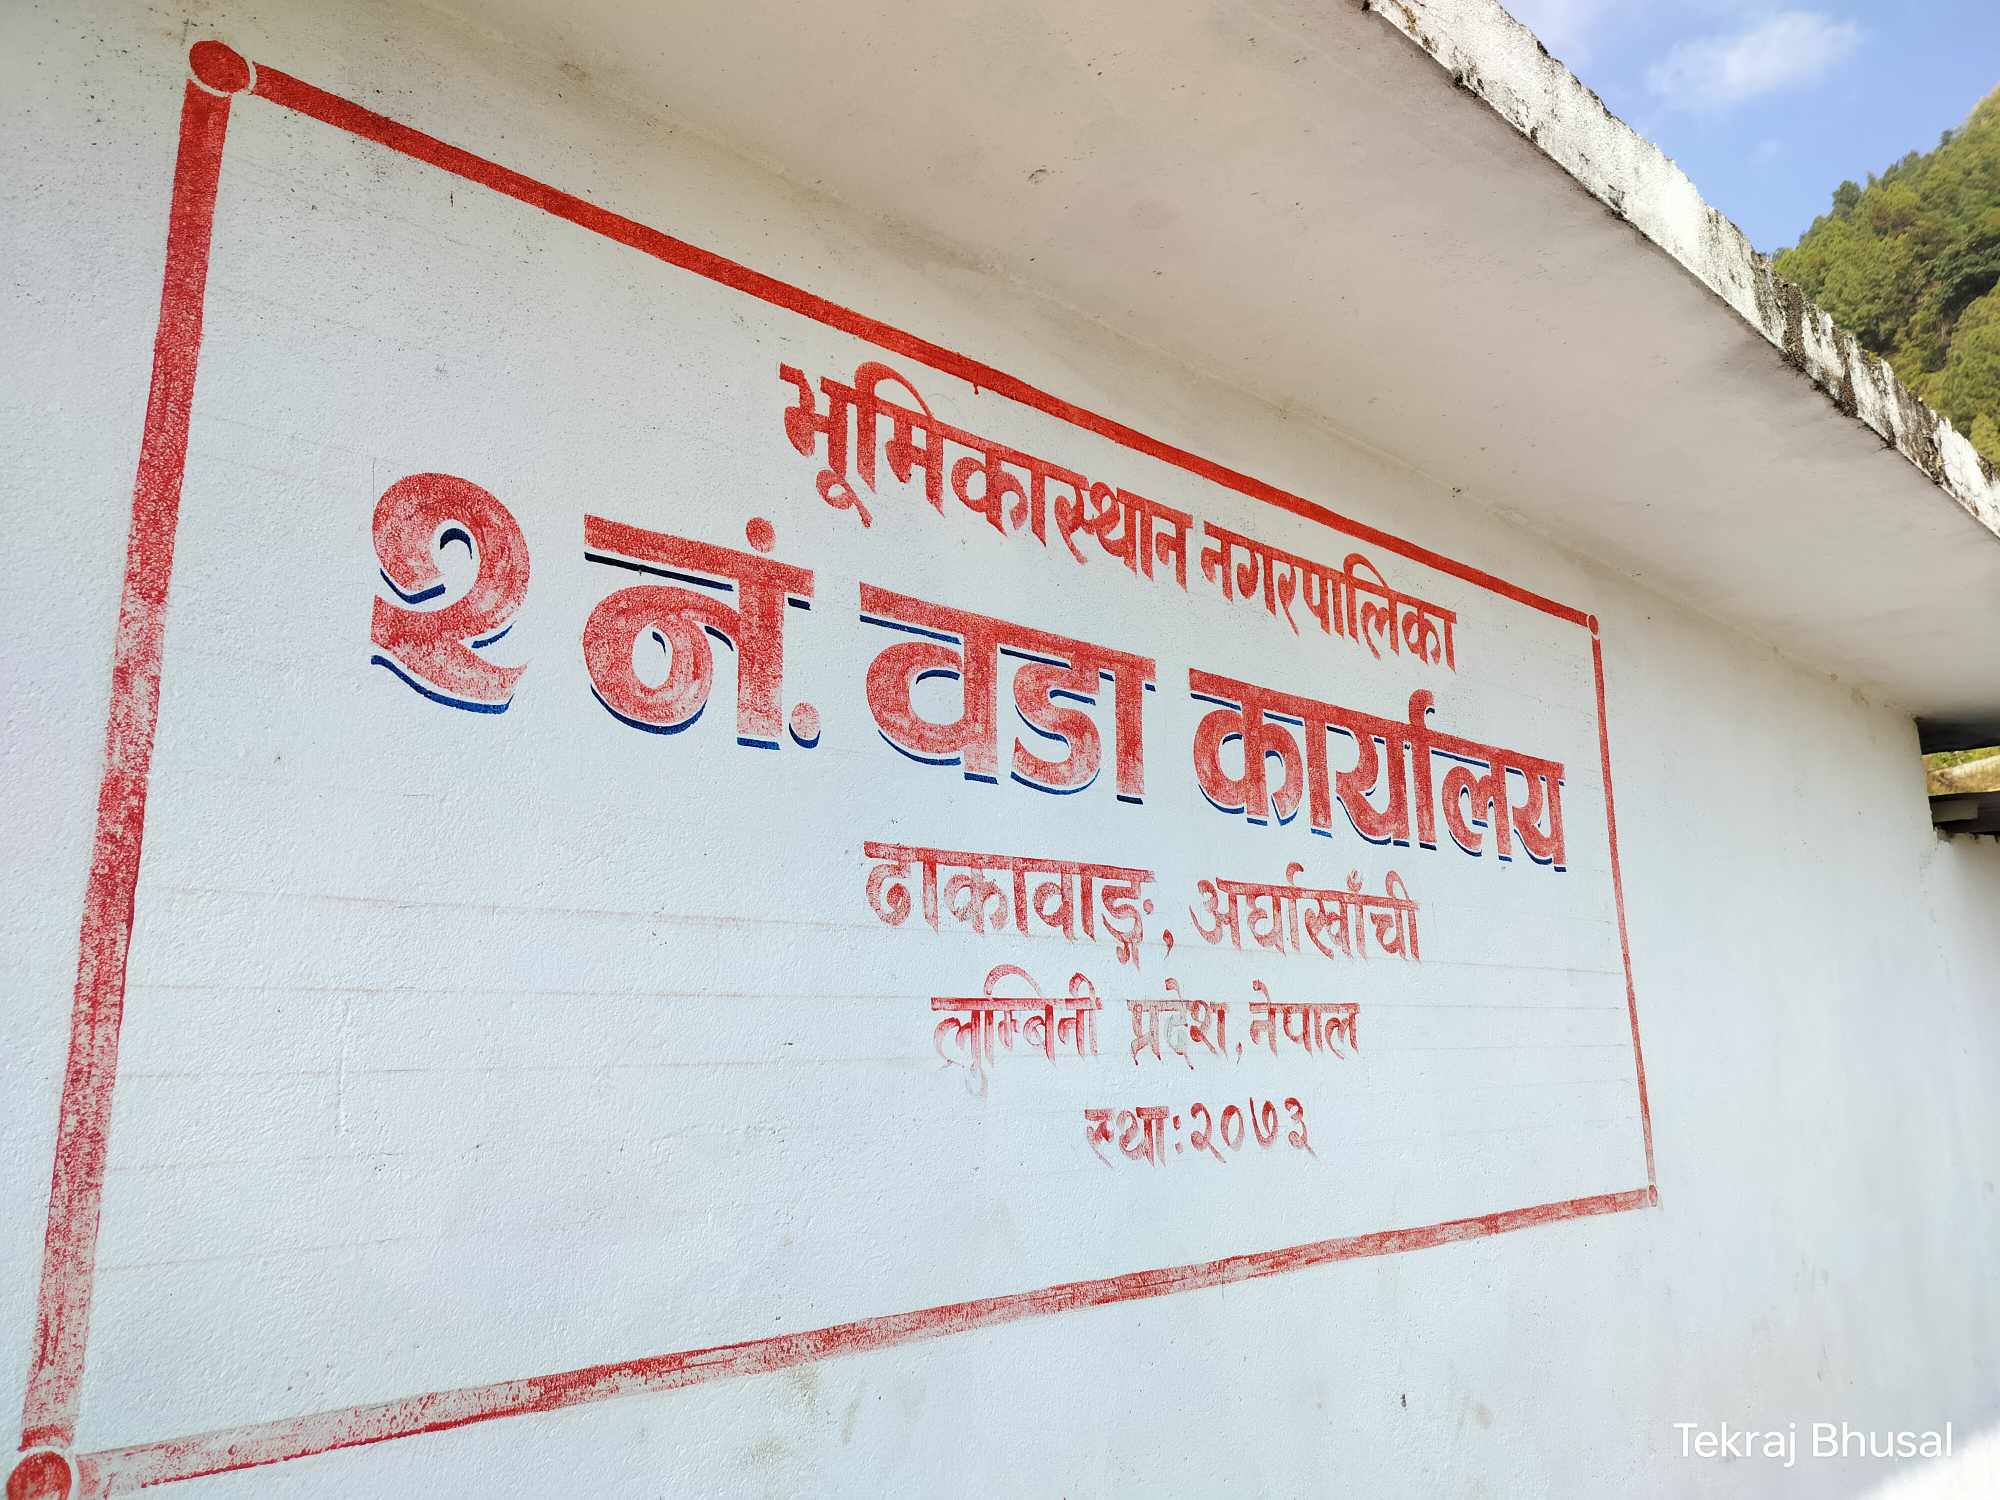 भूमिकास्थान नगरपालिका
२ नं. वडा कार्यालय
ढाकावाङ्ग, अर्घाखाँची
लुम्बिनी प्रदेश, नेपाल
स्था: २०७३
Tekraj Bhusal